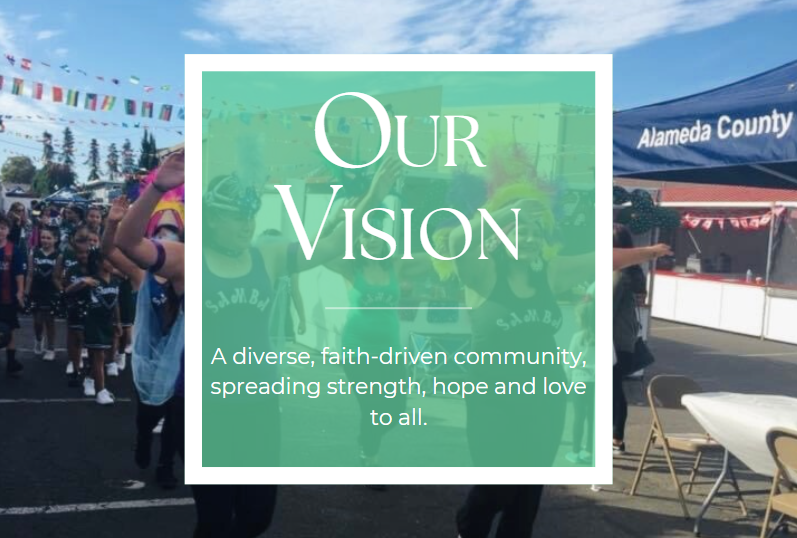 Our
Vision
A diverse, faith-driven community,
spreading strength, hope and love
to all.
Alameda County